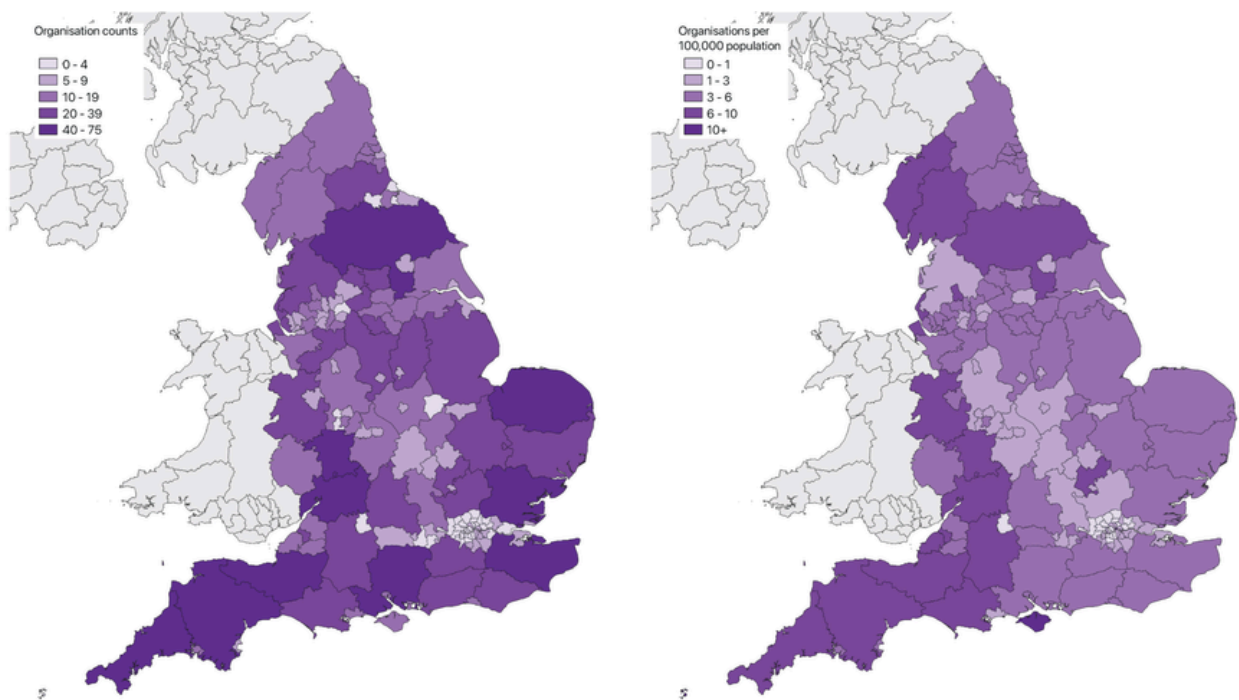 Organisation counts
0 - 4
5 - 9
10 - 19
20 - 39
40 - 75
Organisations per
100,000 population
0 - 1
1 - 3
3 - 6
6 - 10
10+